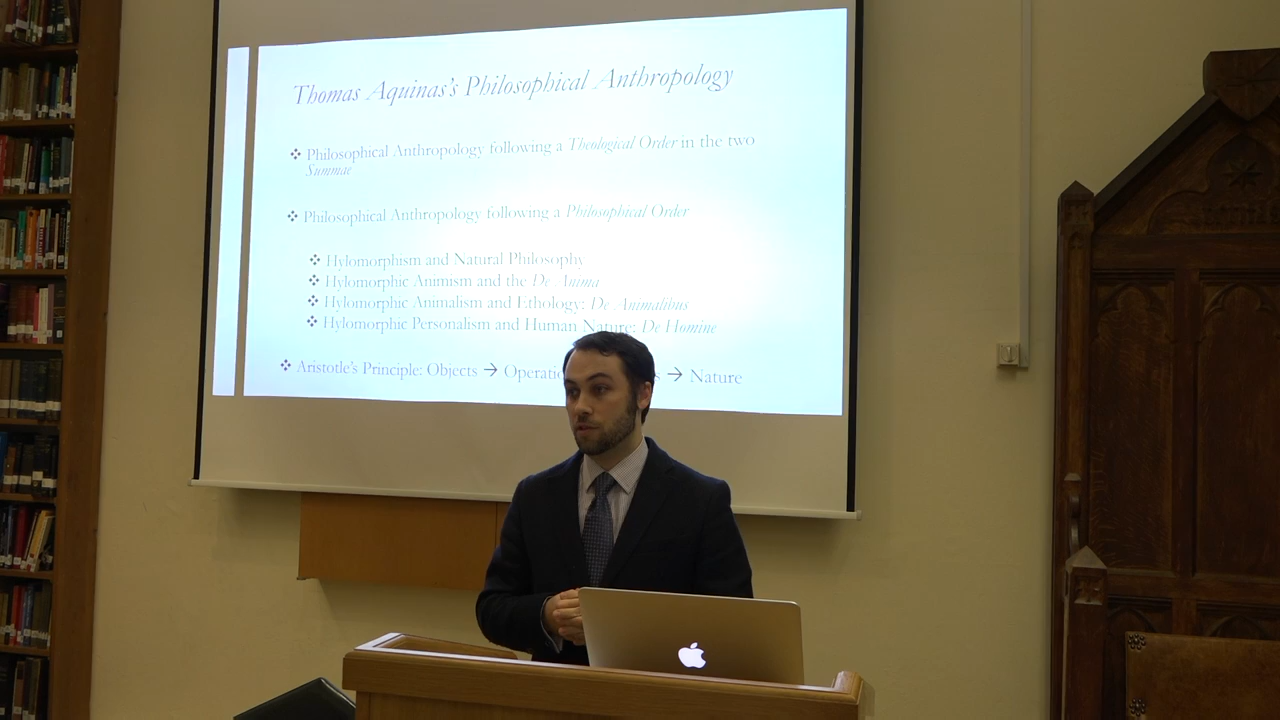 Thomas Aquinas's Philosophical Anthropology
❖ Philosophical Anthropology following a Theological Order in the two
Summae
❖ Philosophical Anthropology following a Philosophical Order
❖ Hylomorphism and Natural Philosophy
❖ Hylomorphic Animism and the De Anima
❖ Hylomorphic Animalism and Ethology: De Animalibus
❖ Hylomorphic Personalism and Human Nature: De Homine
❖ Aristotle's Principle: Objects → Operatio s → Nature